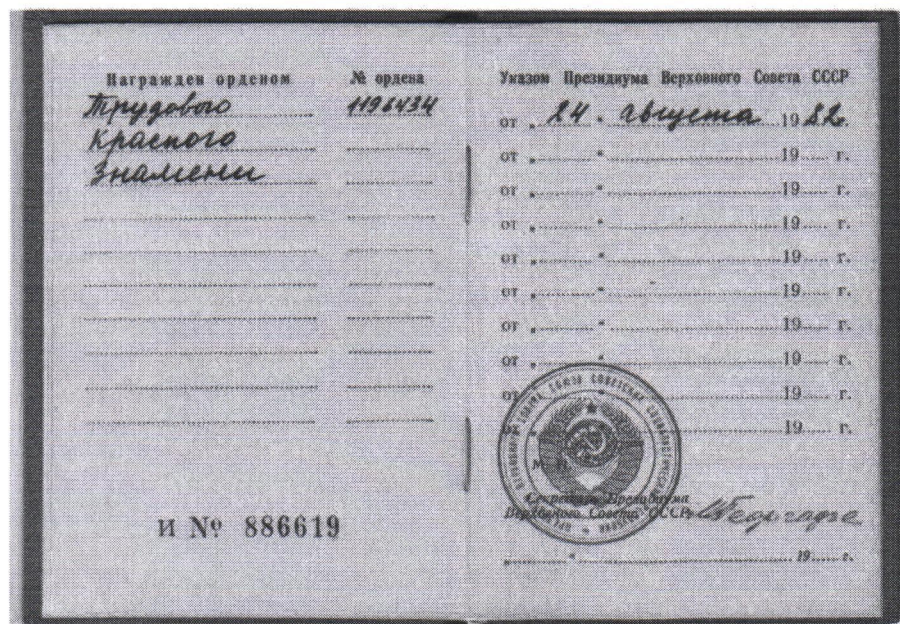 Награжден орденом № ордена
Трудового 1196434
Красного
Знамени
И № 886619
Указом Президиума Верховного Совета СССР
от „ 24 " августа 19 82 г.
от „ " 19 г.
от „ " 19 г.
от „ " 19 г.
от „ " 19 г.
от „ " 19 г.
от „ " 19 г.
от „ " 19 г.
от „ " 19 г.
„ " 19 г.
М. П.
Секретарь Президиума
Верховного Совета СССР
„ " 19 г.